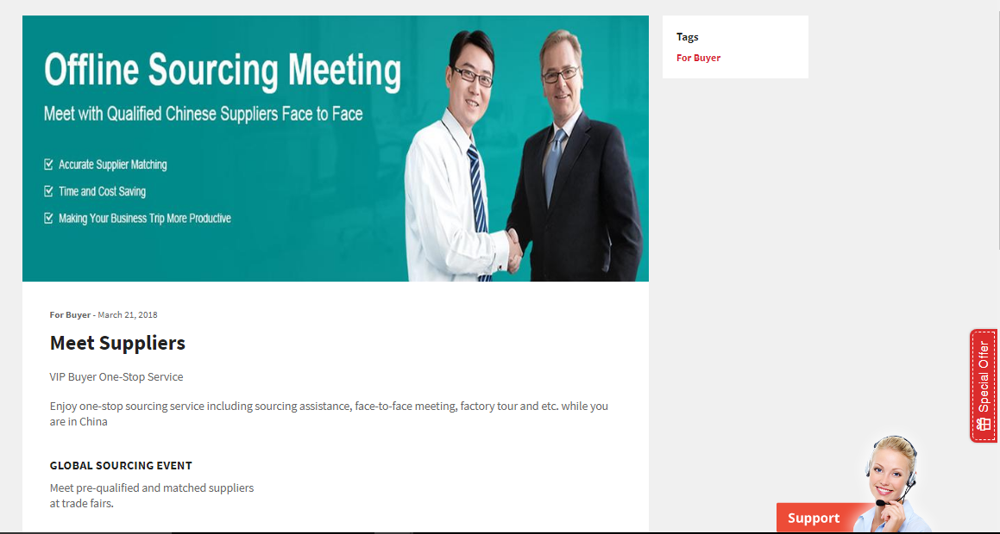 Offline Sourcing Meeting
Meet with Qualified Chinese Suppliers Face to Face
Accurate Supplier Matching
Time and Cost Saving
Making Your Business Trip More Productive
Tags
For Buyer
For Buyer - March 21, 2018
Meet Suppliers
VIP Buyer One-Stop Service
Enjoy one-stop sourcing service including sourcing assistance, face-to-face meeting, factory tour and etc. while you
are in China
GLOBAL SOURCING EVENT
Meet pre-qualified and matched suppliers
at trade fairs.
Special Offer
Support